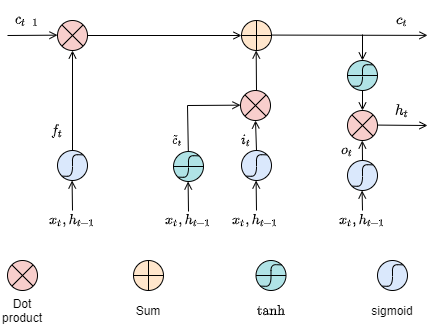 c_{t-1} c_t
h_t
f_t c̃_t i_t o_t
x_t, h_{t-1} x_t, h_{t-1} x_t, h_{t-1} x_t, h_{t-1}
Dot
product
Sum
tanh
sigmoid